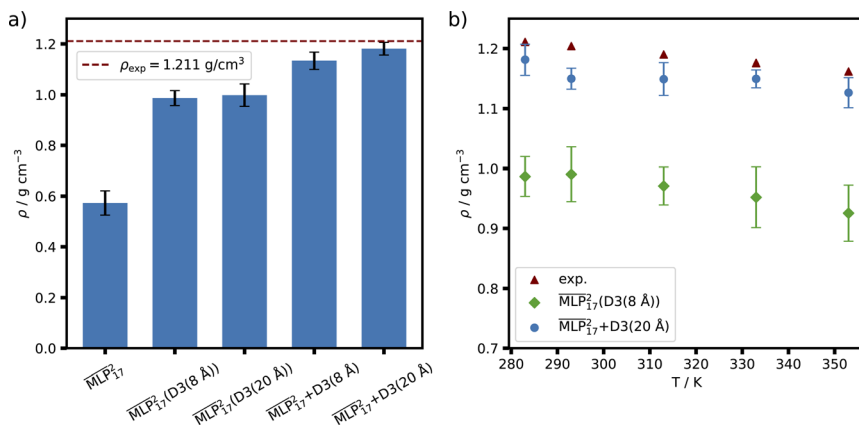 a)
1.2
1.0
0.8
0.6
0.4
0.2
0.0
ρ / g cm⁻³
ρexp = 1.211 g/cm³
MLP²₁₇
MLP²₁₇(D3(8 Å))
MLP²₁₇(D3(20 Å))
MLP²₁₇+D3(8 Å)
MLP²₁₇+D3(20 Å)
b)
1.2
1.1
1.0
0.9
0.8
0.7
ρ / g cm⁻³
exp.
MLP²₁₇(D3(8 Å))
MLP²₁₇+D3(20 Å)
280 290 300 310 320 330 340 350
T / K